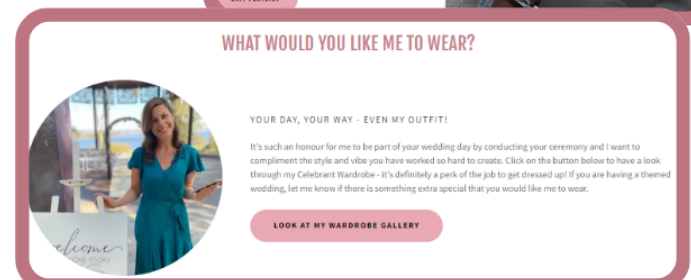 WHAT WOULD YOU LIKE ME TO WEAR?
YOUR DAY, YOUR WAY - EVEN MY OUTFIT!
It's such an honour for me to be part of your wedding day by conducting your ceremony and I want to
compliment the style and vibe you have worked so hard to create. Click on the button below to have a look
through my Celebrant Wardrobe - it's definitely a perk of the job to get dressed up! If you are having a themed
wedding, let me know if there is something extra special that you would like me to wear.
LOOK AT MY WARDROBE GALLERY
welcome
LOVE STORY